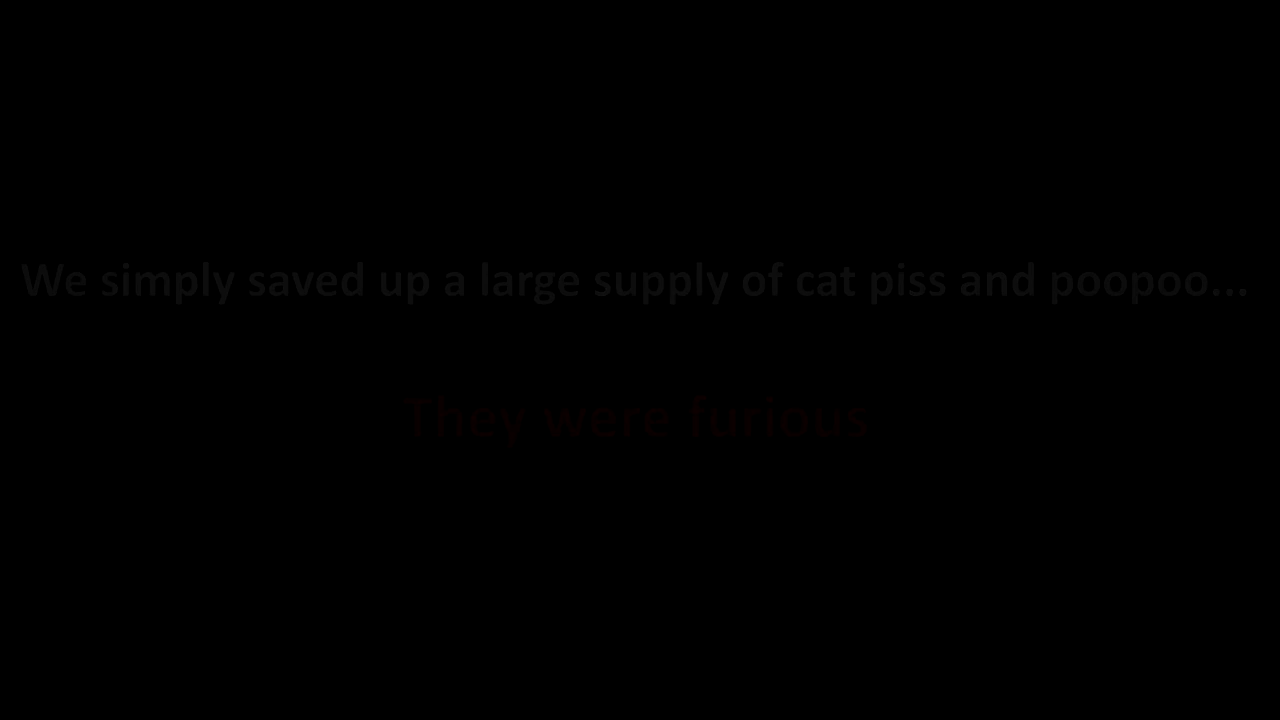 We simply saved up a large supply of cat piss and poopoo...
They were furious